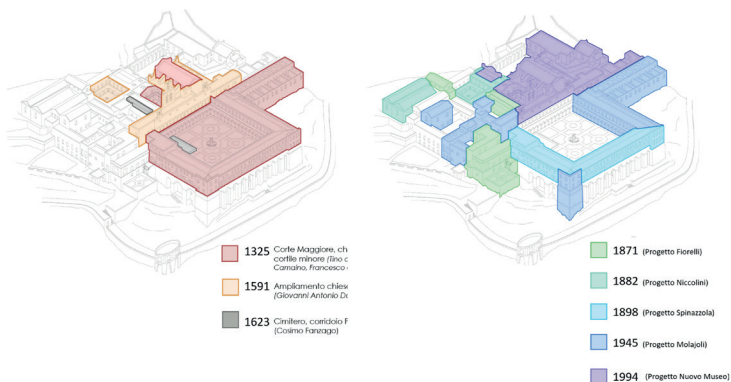 1325 Corte Maggiore, ch
cortile minore (Tino
Camaino, Francesco
1591 Ampliamento chies
(Giovanni Antonio
1623 Cimitero, corridoio F
(Cosimo Fanzago)
1871 (Progetto Fiorelli)
1882 (Progetto Niccolini)
1898 (Progetto Spinazzola)
1945 (Progetto Molajoli)
1994 (Progetto Nuovo Museo)